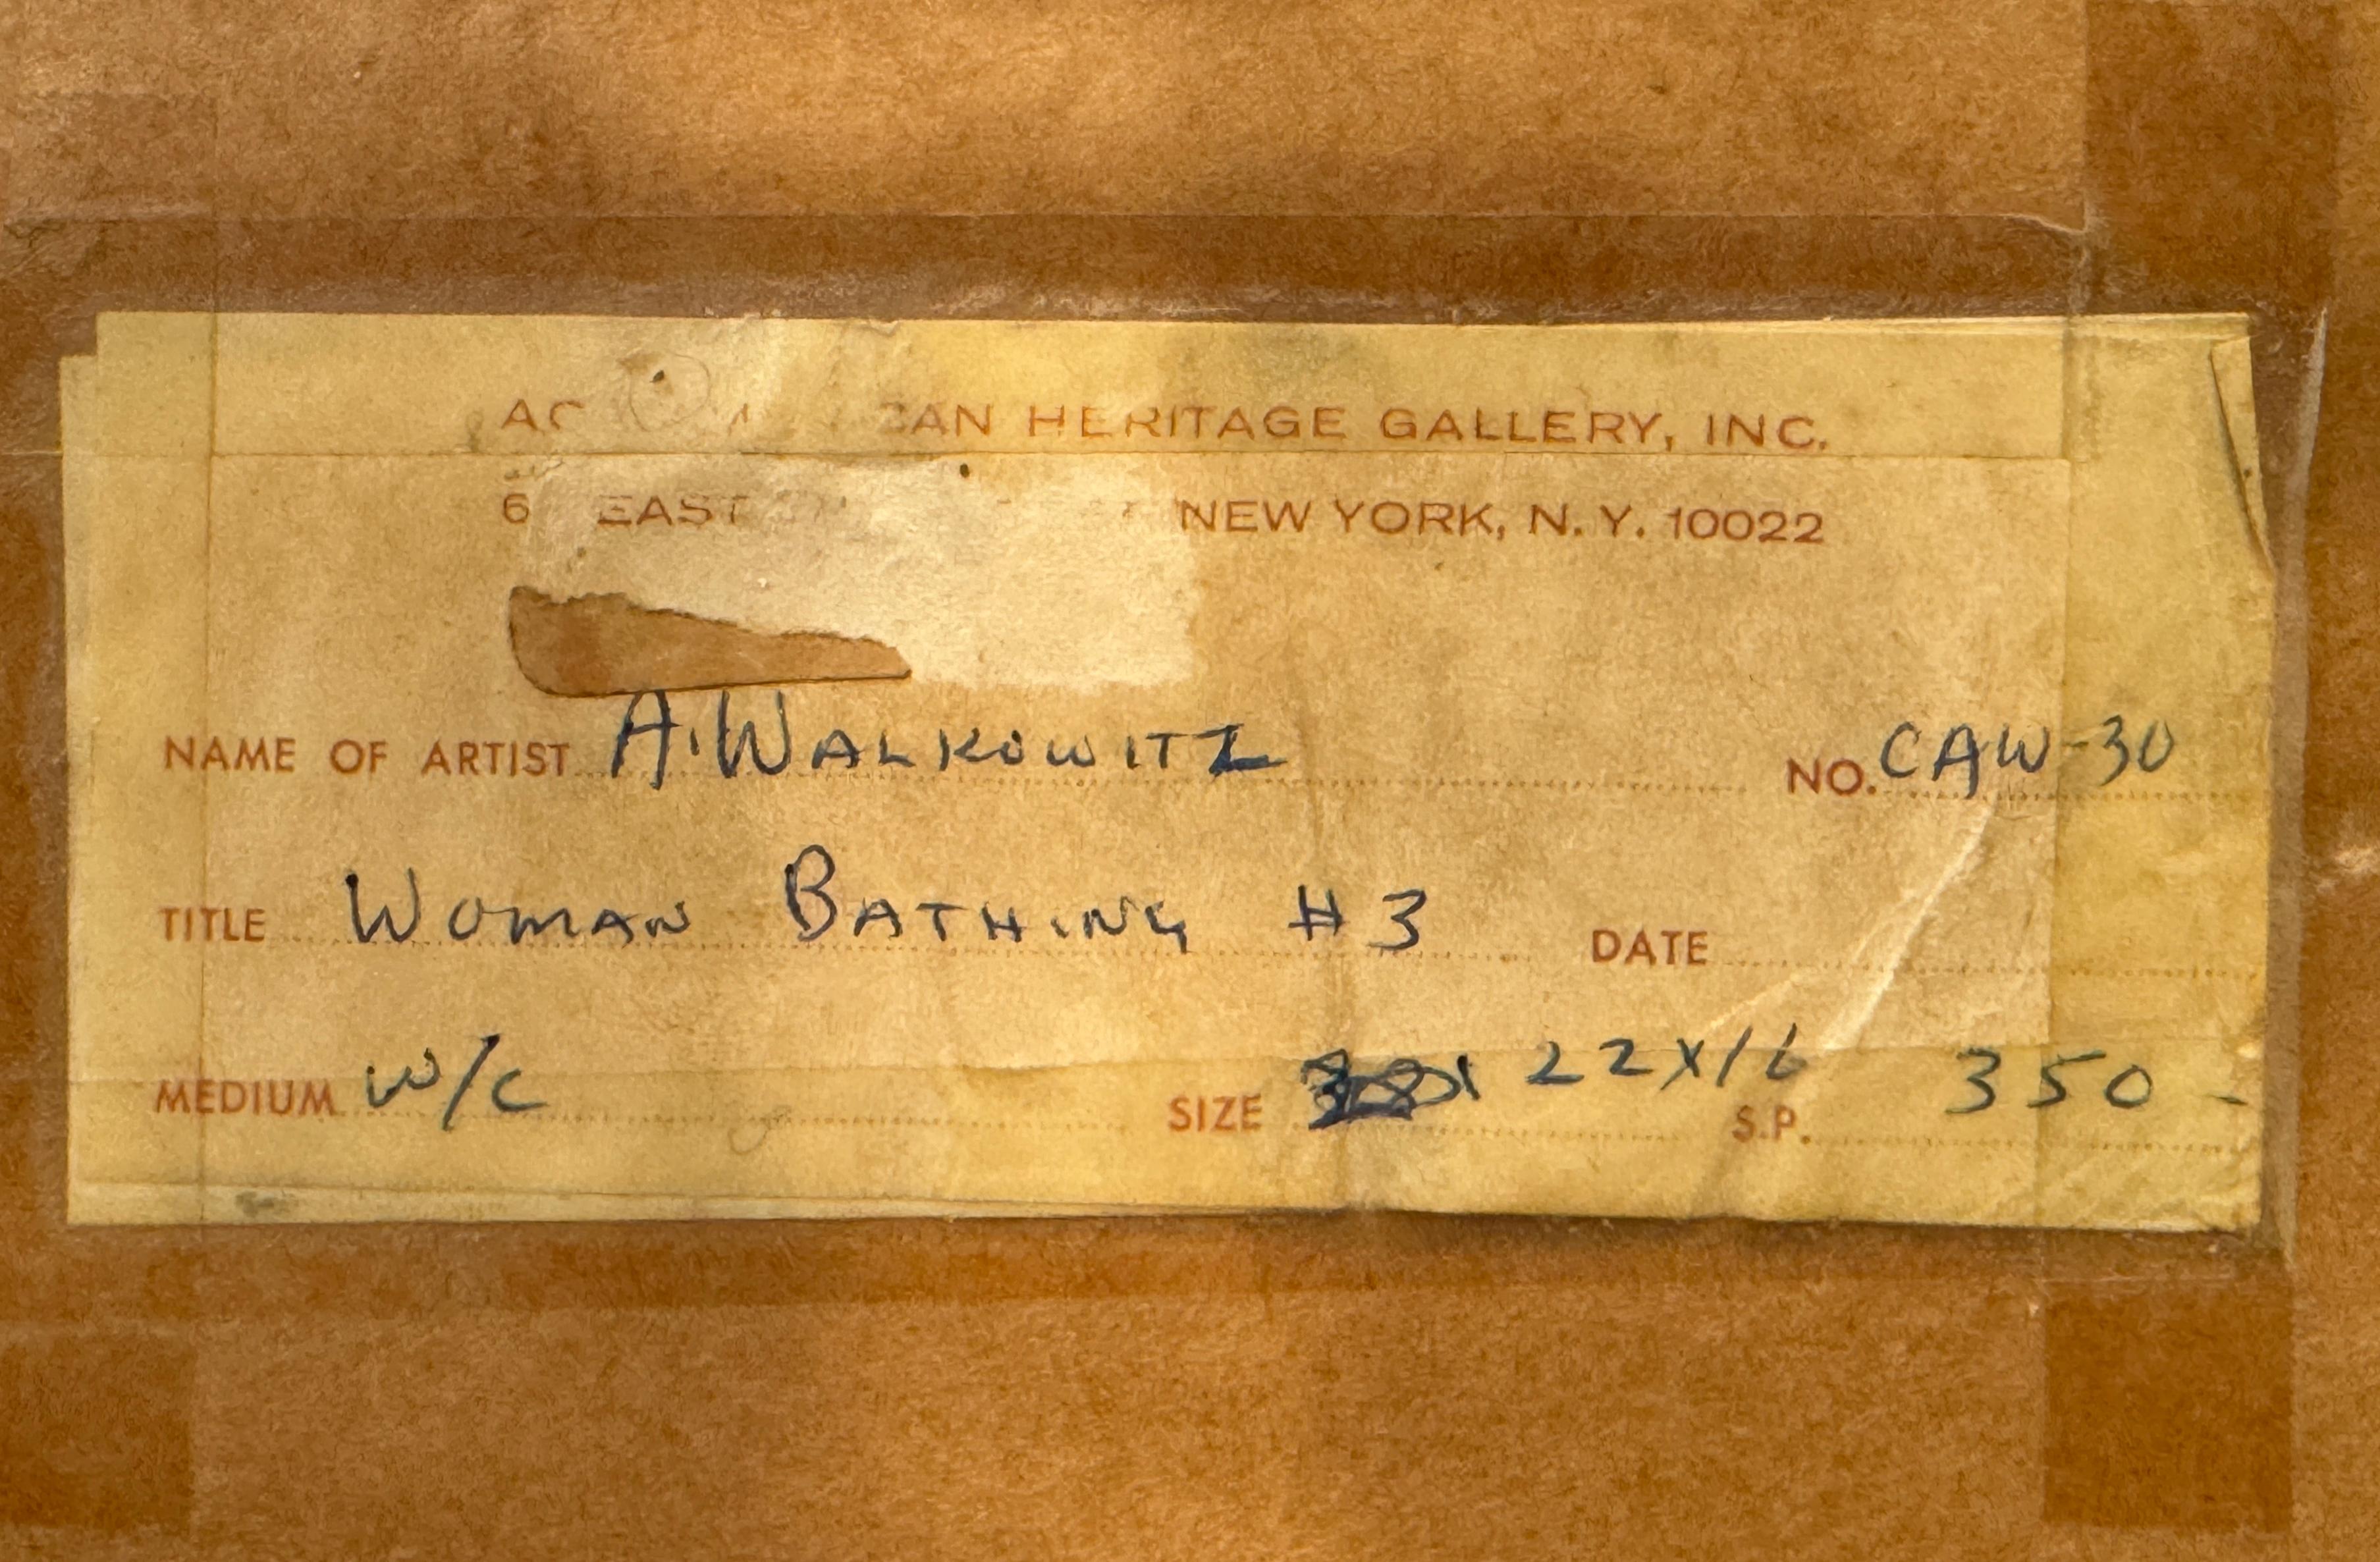 AC CAN HERITAGE GALLERY, INC.
6 EAST NEW YORK, N. Y. 10022
NAME OF ARTIST A. WALKOWITZ NO. CAW-30
TITLE WOMAN BATHING #3 DATE
MEDIUM W/C SIZE 22X16 S.P. 350-